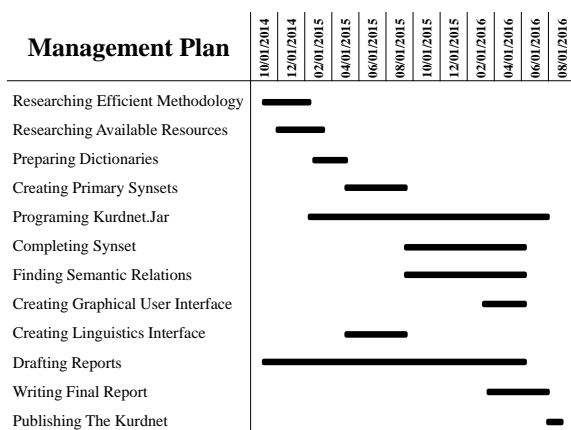 Management Plan
10/01/2014
12/01/2014
02/01/2015
04/01/2015
06/01/2015
08/01/2015
10/01/2015
12/01/2015
02/01/2016
04/01/2016
06/01/2016
08/01/2016
Researching Efficient Methodology
Researching Available Resources
Preparing Dictionaries
Creating Primary Synsets
Programing Kurdnet.Jar
Completing Synset
Finding Semantic Relations
Creating Graphical User Interface
Creating Linguistics Interface
Drafting Reports
Writing Final Report
Publishing The Kurdnet